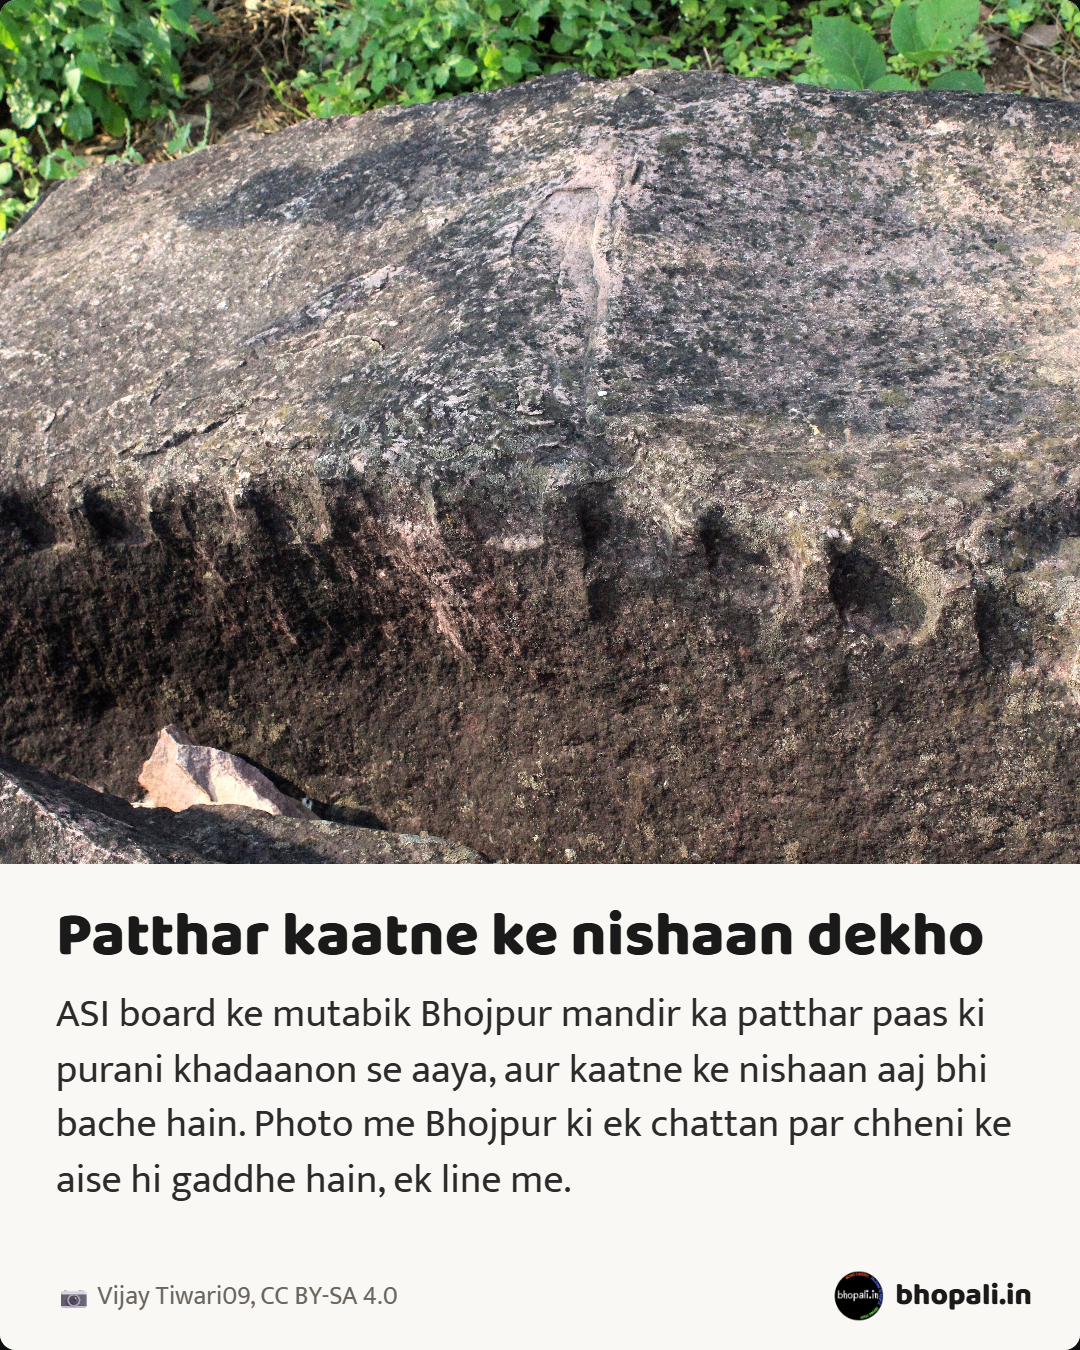 Patthar kaatne ke nishaan dekho
ASI board ke mutabik Bhojpur mandir ka patthar paas ki
purani khadaanon se aaya, aur kaatne ke nishaan aaj bhi
bache hain. Photo me Bhojpur ki ek chattan par chheni ke
aise hi gaddhe hain, ek line me.
Vijay Tiwari09, CC BY-SA 4.0
bhopali.in
bhopali.in